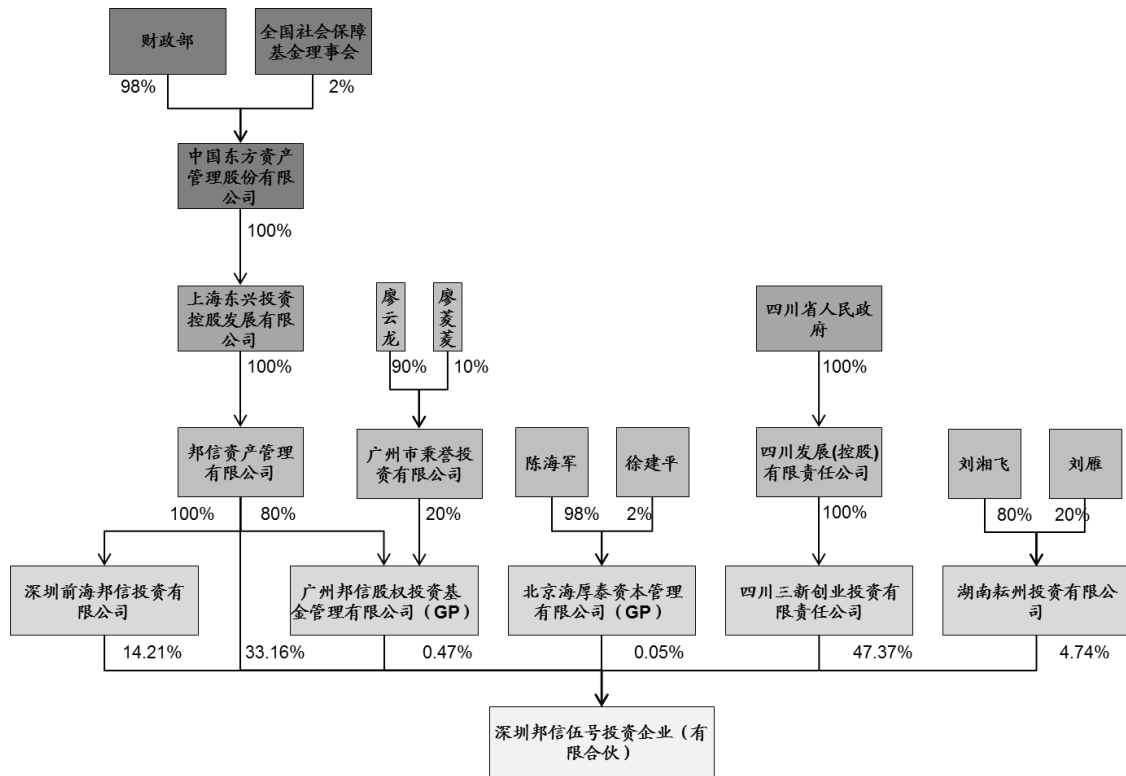 财政部
全国社会保障
基金理事会
98%
2%
中国东方资产
管理股份有限
公司
100%
上海东兴投资
控股发展有限
公司
廖云龙
廖菱菱
四川省人民政
府
100%
90%
10%
100%
邦信资产管理
有限公司
广州市秉誉投
资有限公司
陈海军
徐建平
四川发展(控股)
有限责任公司
刘湘飞
刘雁
100%
80%
20%
98%
2%
100%
80%
20%
深圳前海邦信投资有
限公司
广州邦信股权投资基
金管理有限公司（GP）
北京海厚泰资本管理
有限公司（GP）
四川三新创业投资有
限责任公司
湖南耘州投资有限公
司
14.21%
33.16%
0.47%
0.05%
47.37%
4.74%
深圳邦信伍号投资企业（有
限合伙）